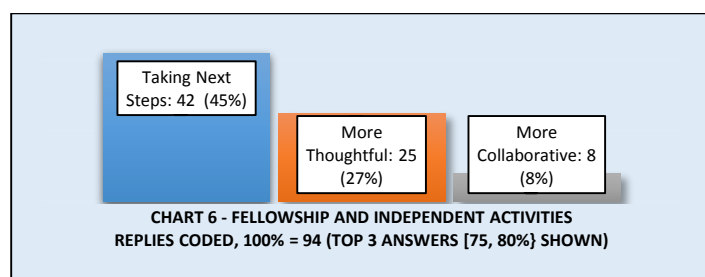 Taking Next
Steps: 42 (45%)
More
Thoughtful: 25
(27%)
More
Collaborative: 8
(8%)
CHART 6 - FELLOWSHIP AND INDEPENDENT ACTIVITIES
REPLIES CODED, 100% = 94 (TOP 3 ANSWERS [75, 80%} SHOWN)